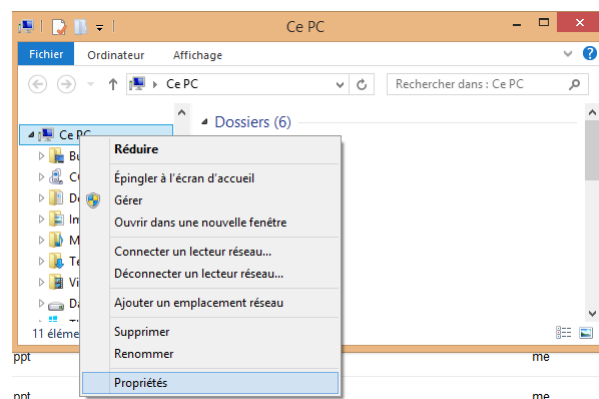 Ce PC
Fichier Ordinateur Affichage
Ce PC Rechercher dans : Ce PC
Dossiers (6)
Ce PC
Réduire
Épingler à l'écran d'accueil
Gérer
Ouvrir dans une nouvelle fenêtre
Connecter un lecteur réseau...
Déconnecter un lecteur réseau...
Ajouter un emplacement réseau
Supprimer
Renommer
Propriétés
11 éléme
ppt me
ppt me